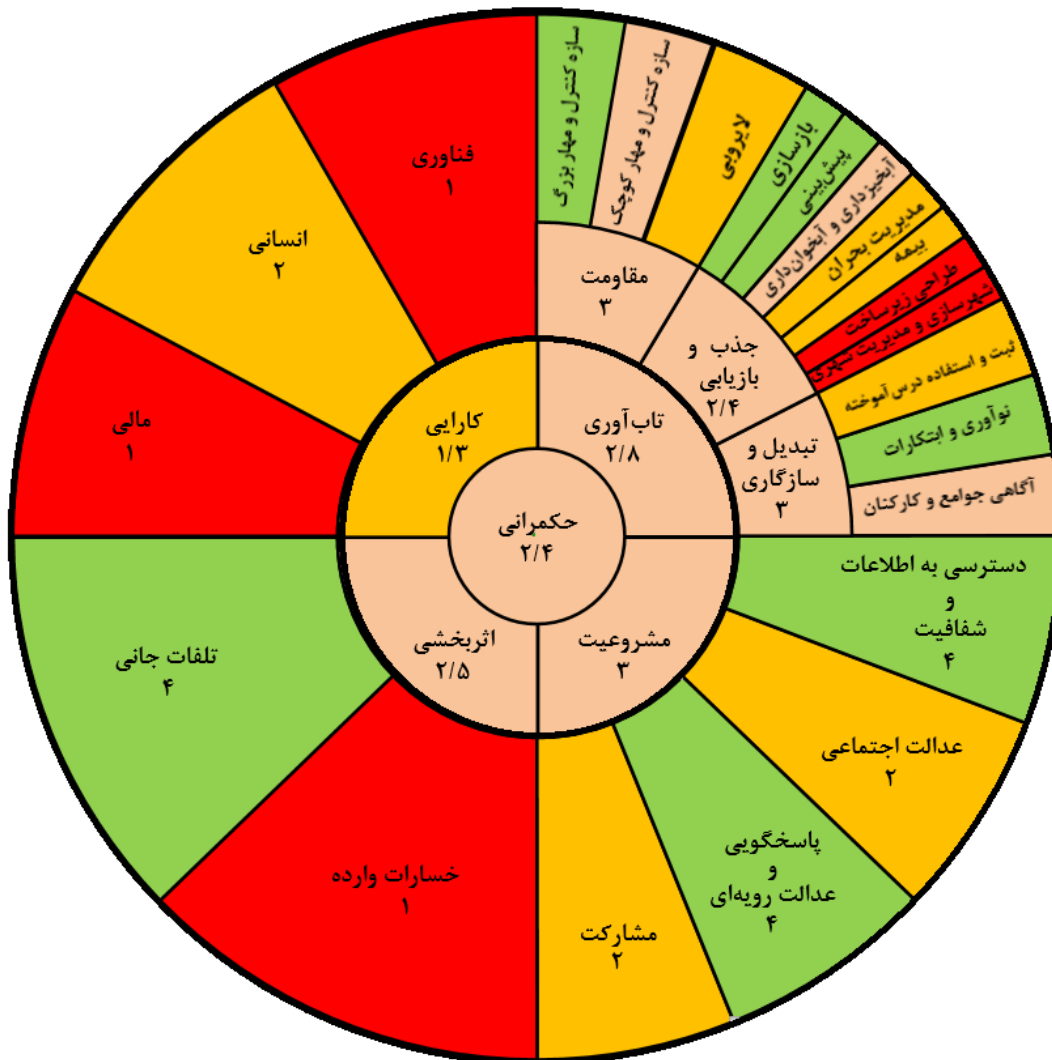 حکمرانی
۲/۴
تاب‌آوری
۲/۸
مقاومت
۳
سازه کنترل و مهار بزرگ
سازه کنترل و مهار کوچک
لایروبی
جذب و
بازیابی
۲/۴
بازسازی
پیش‌بینی
آبخیزداری و آبخوان‌داری
مدیریت بحران
بیمه
طراحی زیرساخت
شهرسازی و مدیریت شهری
تبدیل و
سازگاری
۳
ثبت و استفاده درس‌آموخته
نوآوری و ابتکارات
آگاهی جوامع و کارکنان
مشروعیت
۳
دسترسی به اطلاعات
و
شفافیت
۴
عدالت اجتماعی
۲
پاسخگویی
و
عدالت رویه‌ای
۴
مشارکت
۲
اثربخشی
۲/۵
خسارات وارده
۱
تلفات جانی
۴
کارایی
۱/۳
مالی
۱
انسانی
۲
فناوری
۱